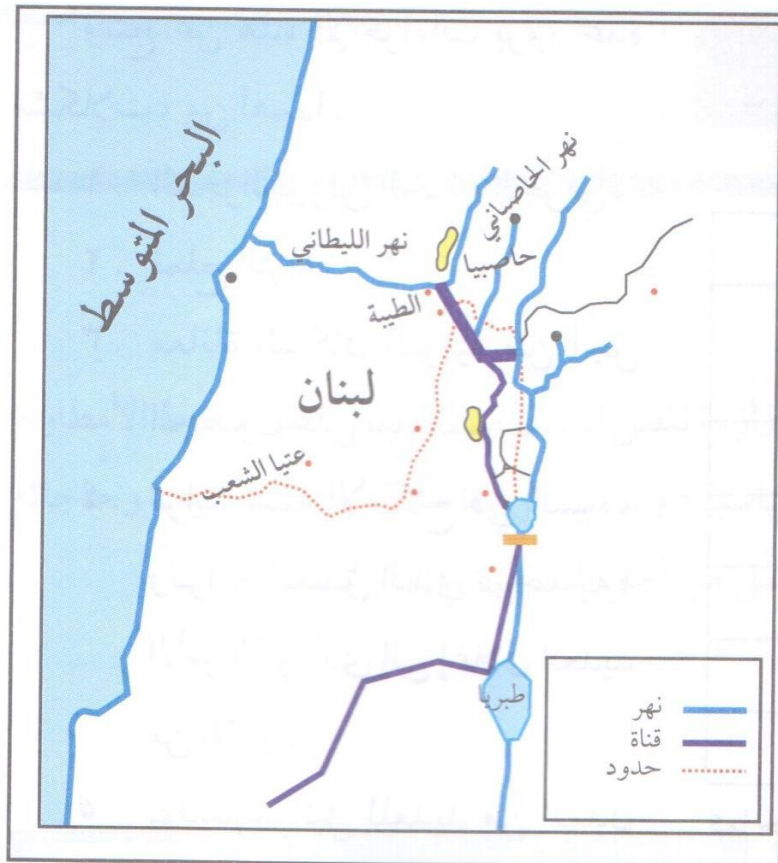 البحر المتوسط
نهر الحاصباني
نهر الليطاني
حاصبيا
الطيبة
لبنان
عتيا الشعب
طبريا
نهر
قناة
حدود